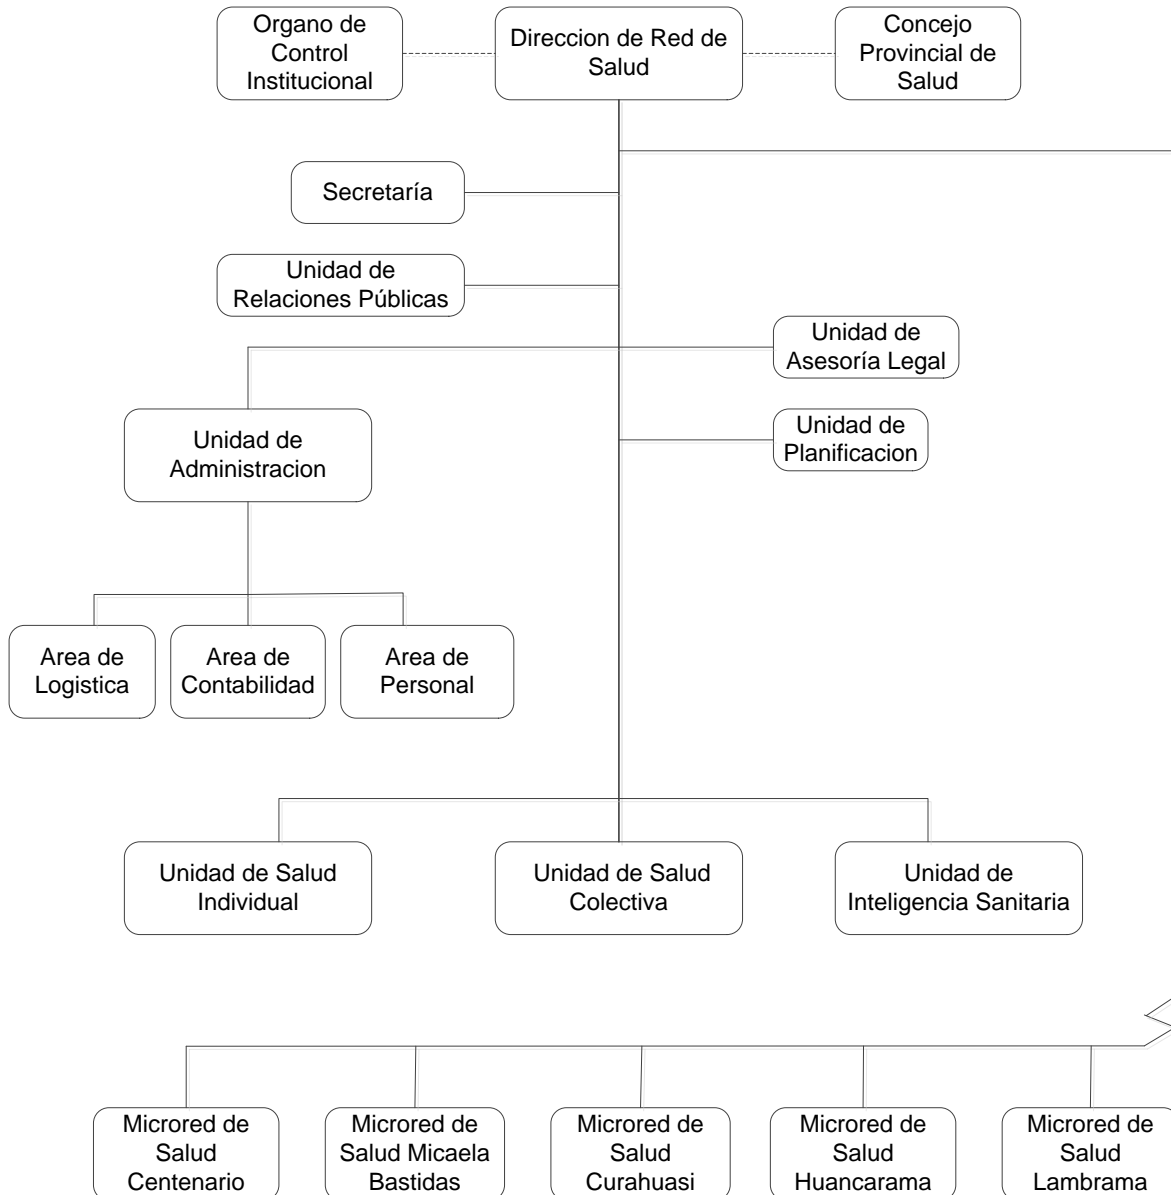 Organo de
Control
Institucional
Direccion de Red de
Salud
Concejo
Provincial de
Salud
Secretaría
Unidad de
Relaciones Públicas
Unidad de
Asesoría Legal
Unidad de
Administracion
Unidad de
Planificacion
Area de
Logistica
Area de
Contabilidad
Area de
Personal
Unidad de Salud
Individual
Unidad de Salud
Colectiva
Unidad de
Inteligencia Sanitaria
Microred de
Salud
Centenario
Microred de
Salud Micaela
Bastidas
Microred de
Salud
Curahuasi
Microred de
Salud
Huancarama
Microred de
Salud
Lambrama